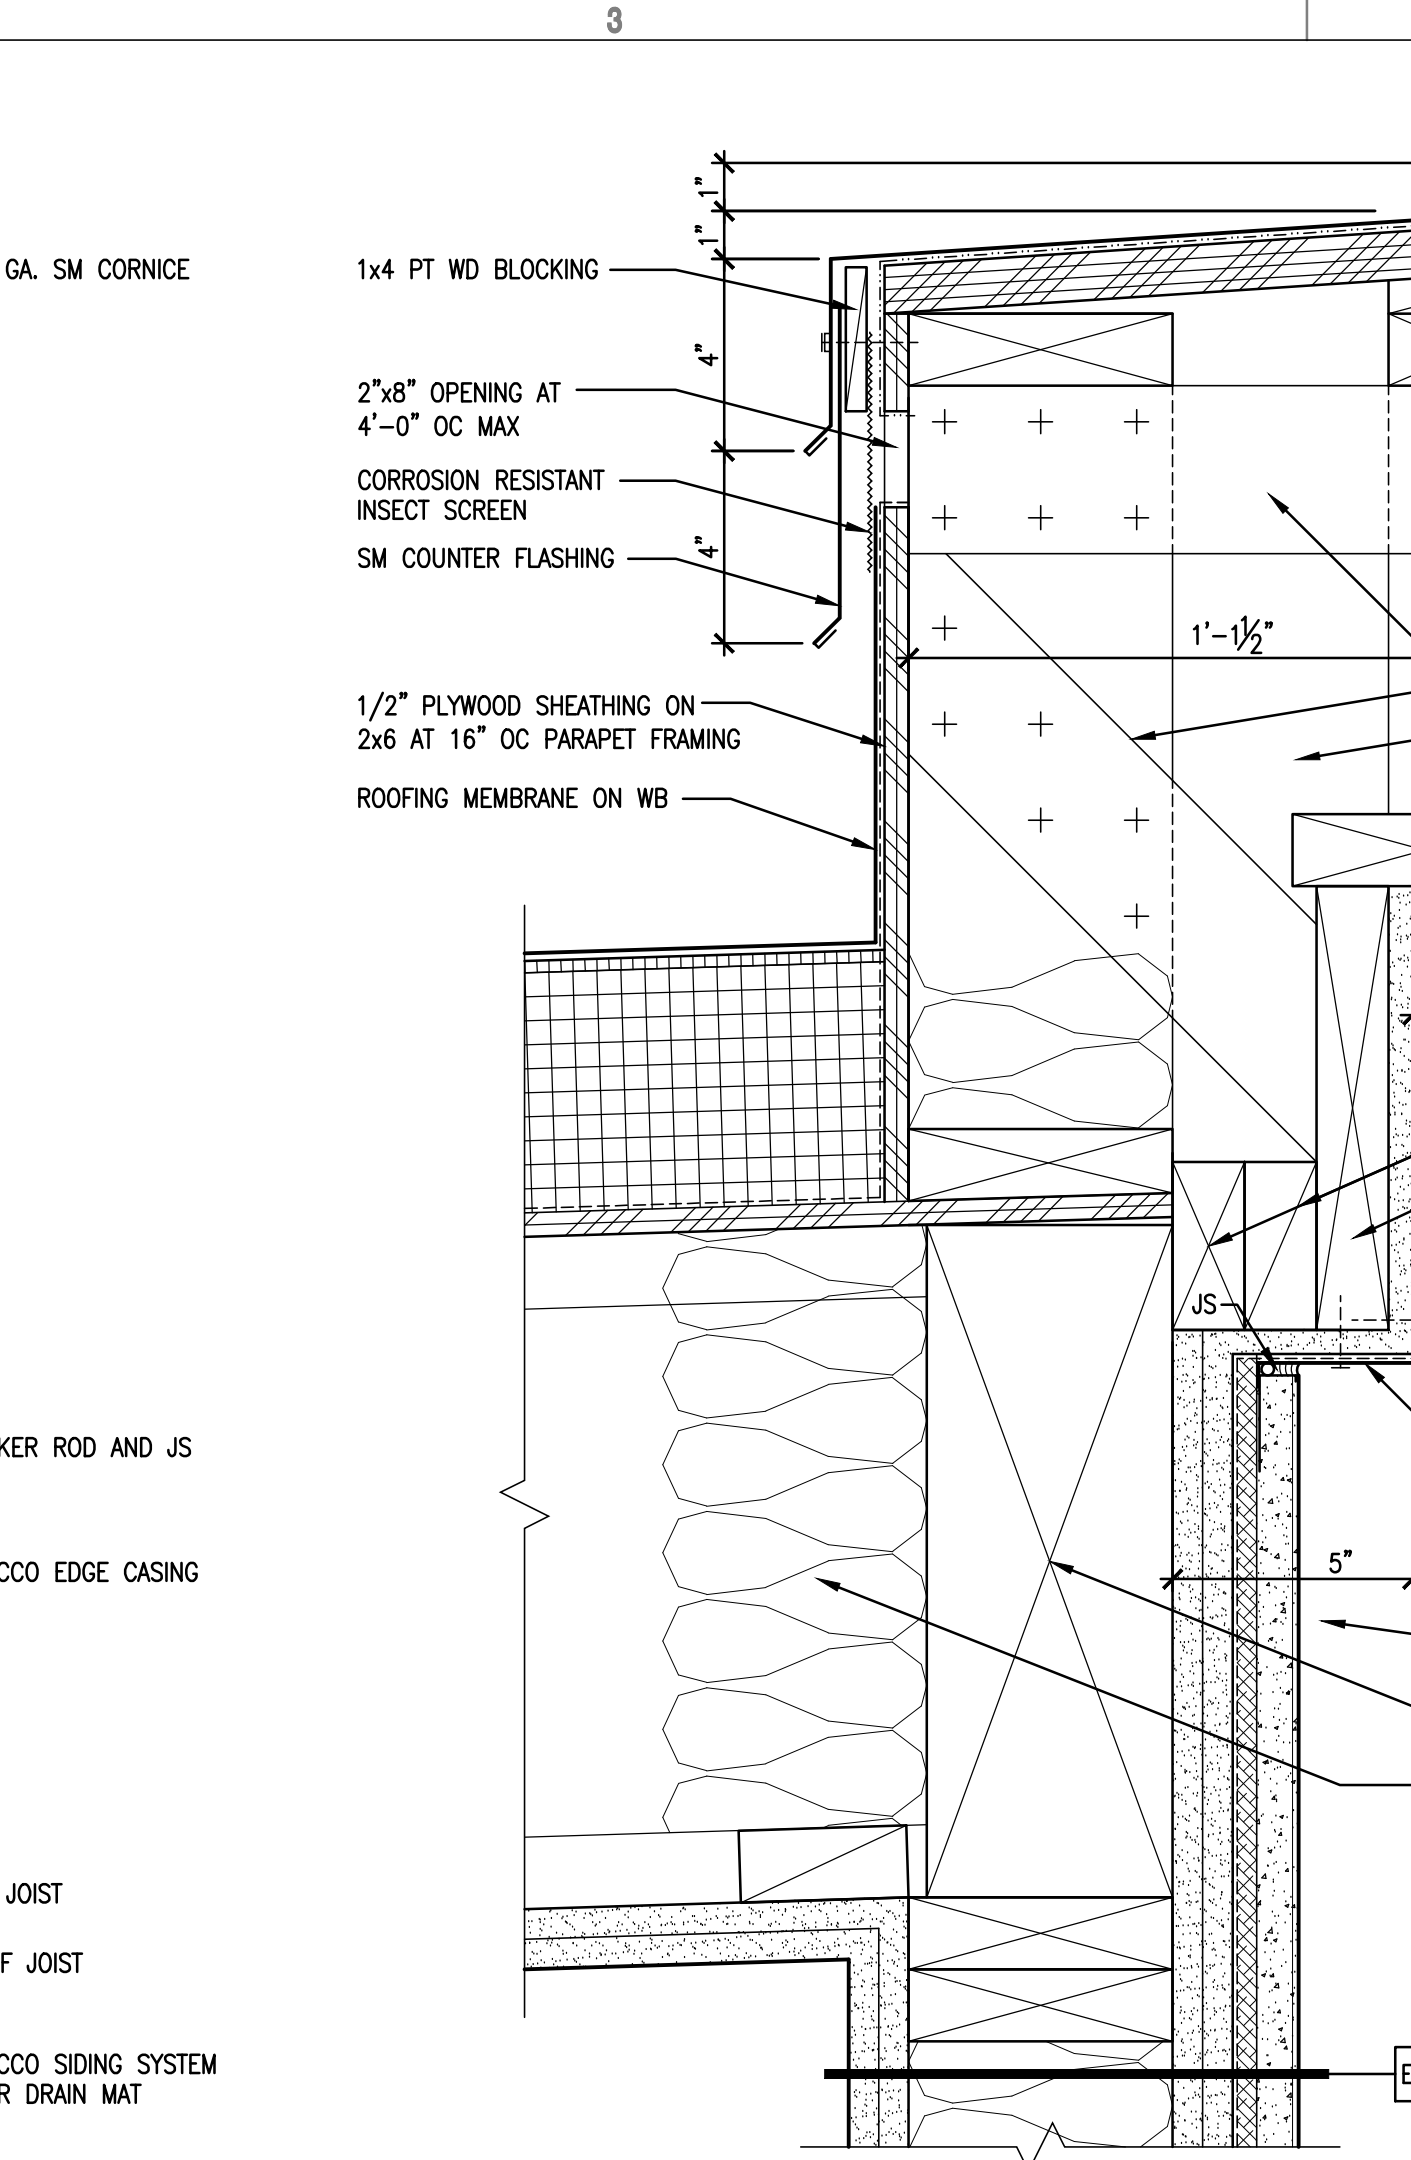 3
1"
1"
GA. SM CORNICE
1x4 PT WD BLOCKING
4"
2"x8" OPENING AT
4'-0" OC MAX
CORROSION RESISTANT
INSECT SCREEN
4"
SM COUNTER FLASHING
1'-1½"
1/2" PLYWOOD SHEATHING ON
2x6 AT 16" OC PARAPET FRAMING
ROOFING MEMBRANE ON WB
JS
KER ROD AND JS
5"
CCO EDGE CASING
JOIST
F JOIST
CCO SIDING SYSTEM
R DRAIN MAT
E